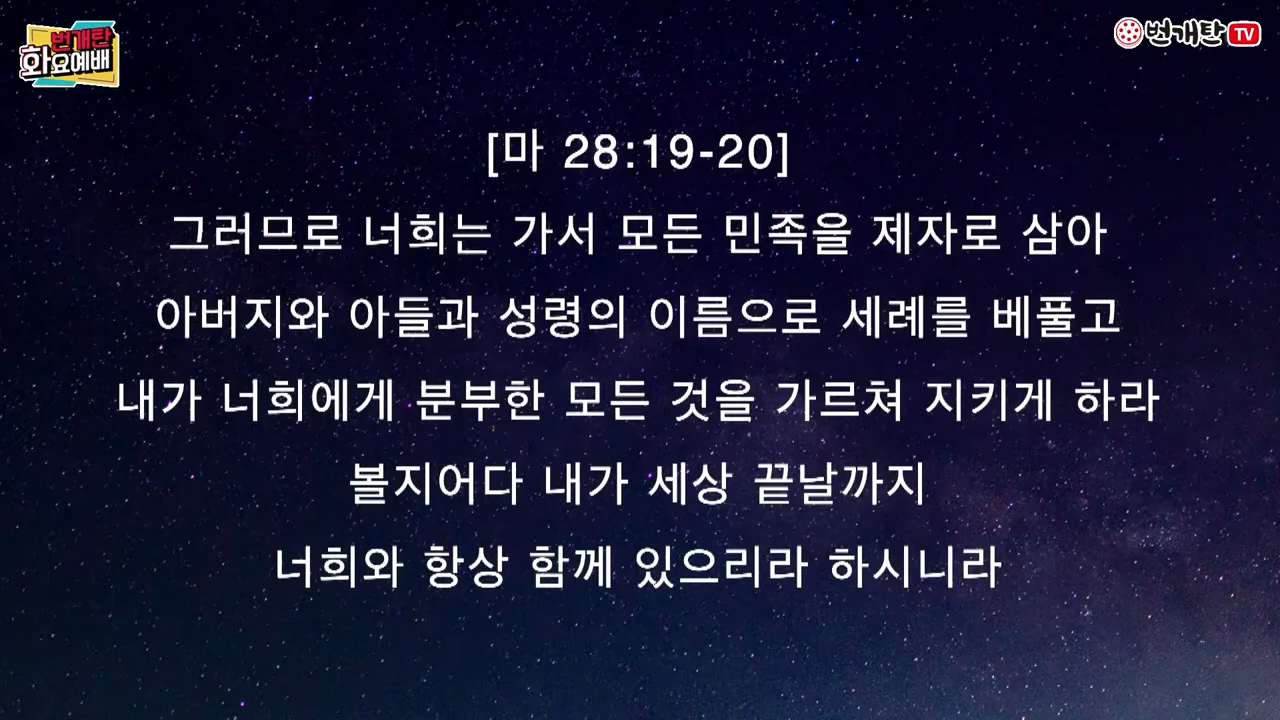 번개탄
화요예배
번개탄 TV
[마 28:19-20]
그러므로 너희는 가서 모든 민족을 제자로 삼아
아버지와 아들과 성령의 이름으로 세례를 베풀고
내가 너희에게 분부한 모든 것을 가르쳐 지키게 하라
볼지어다 내가 세상 끝날까지
너희와 항상 함께 있으리라 하시니라